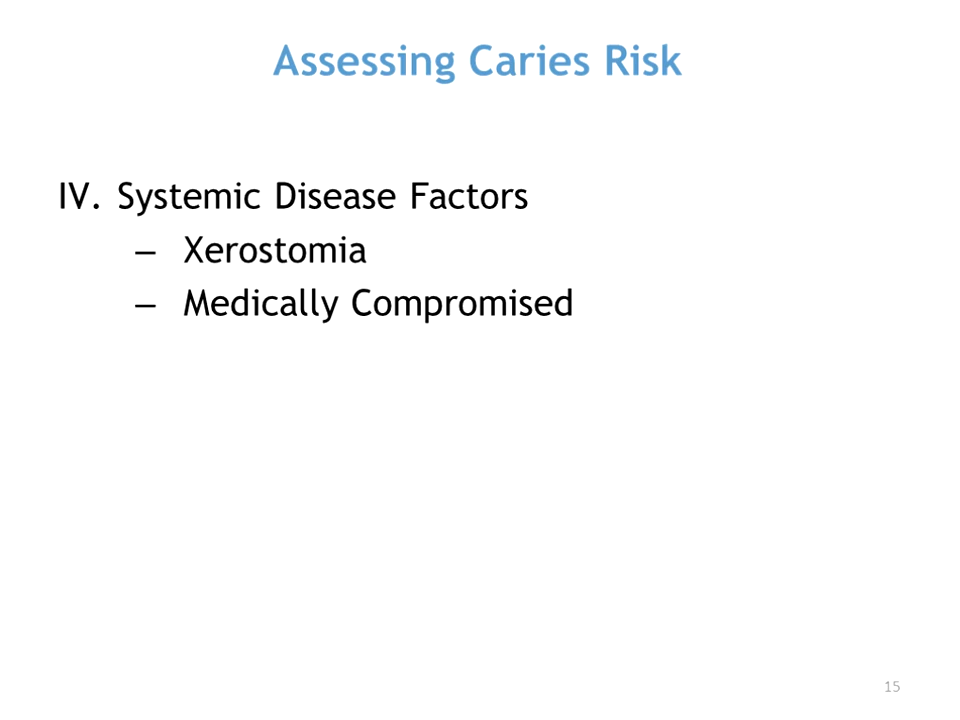 Assessing Caries Risk
IV. Systemic Disease Factors
– Xerostomia
– Medically Compromised
15